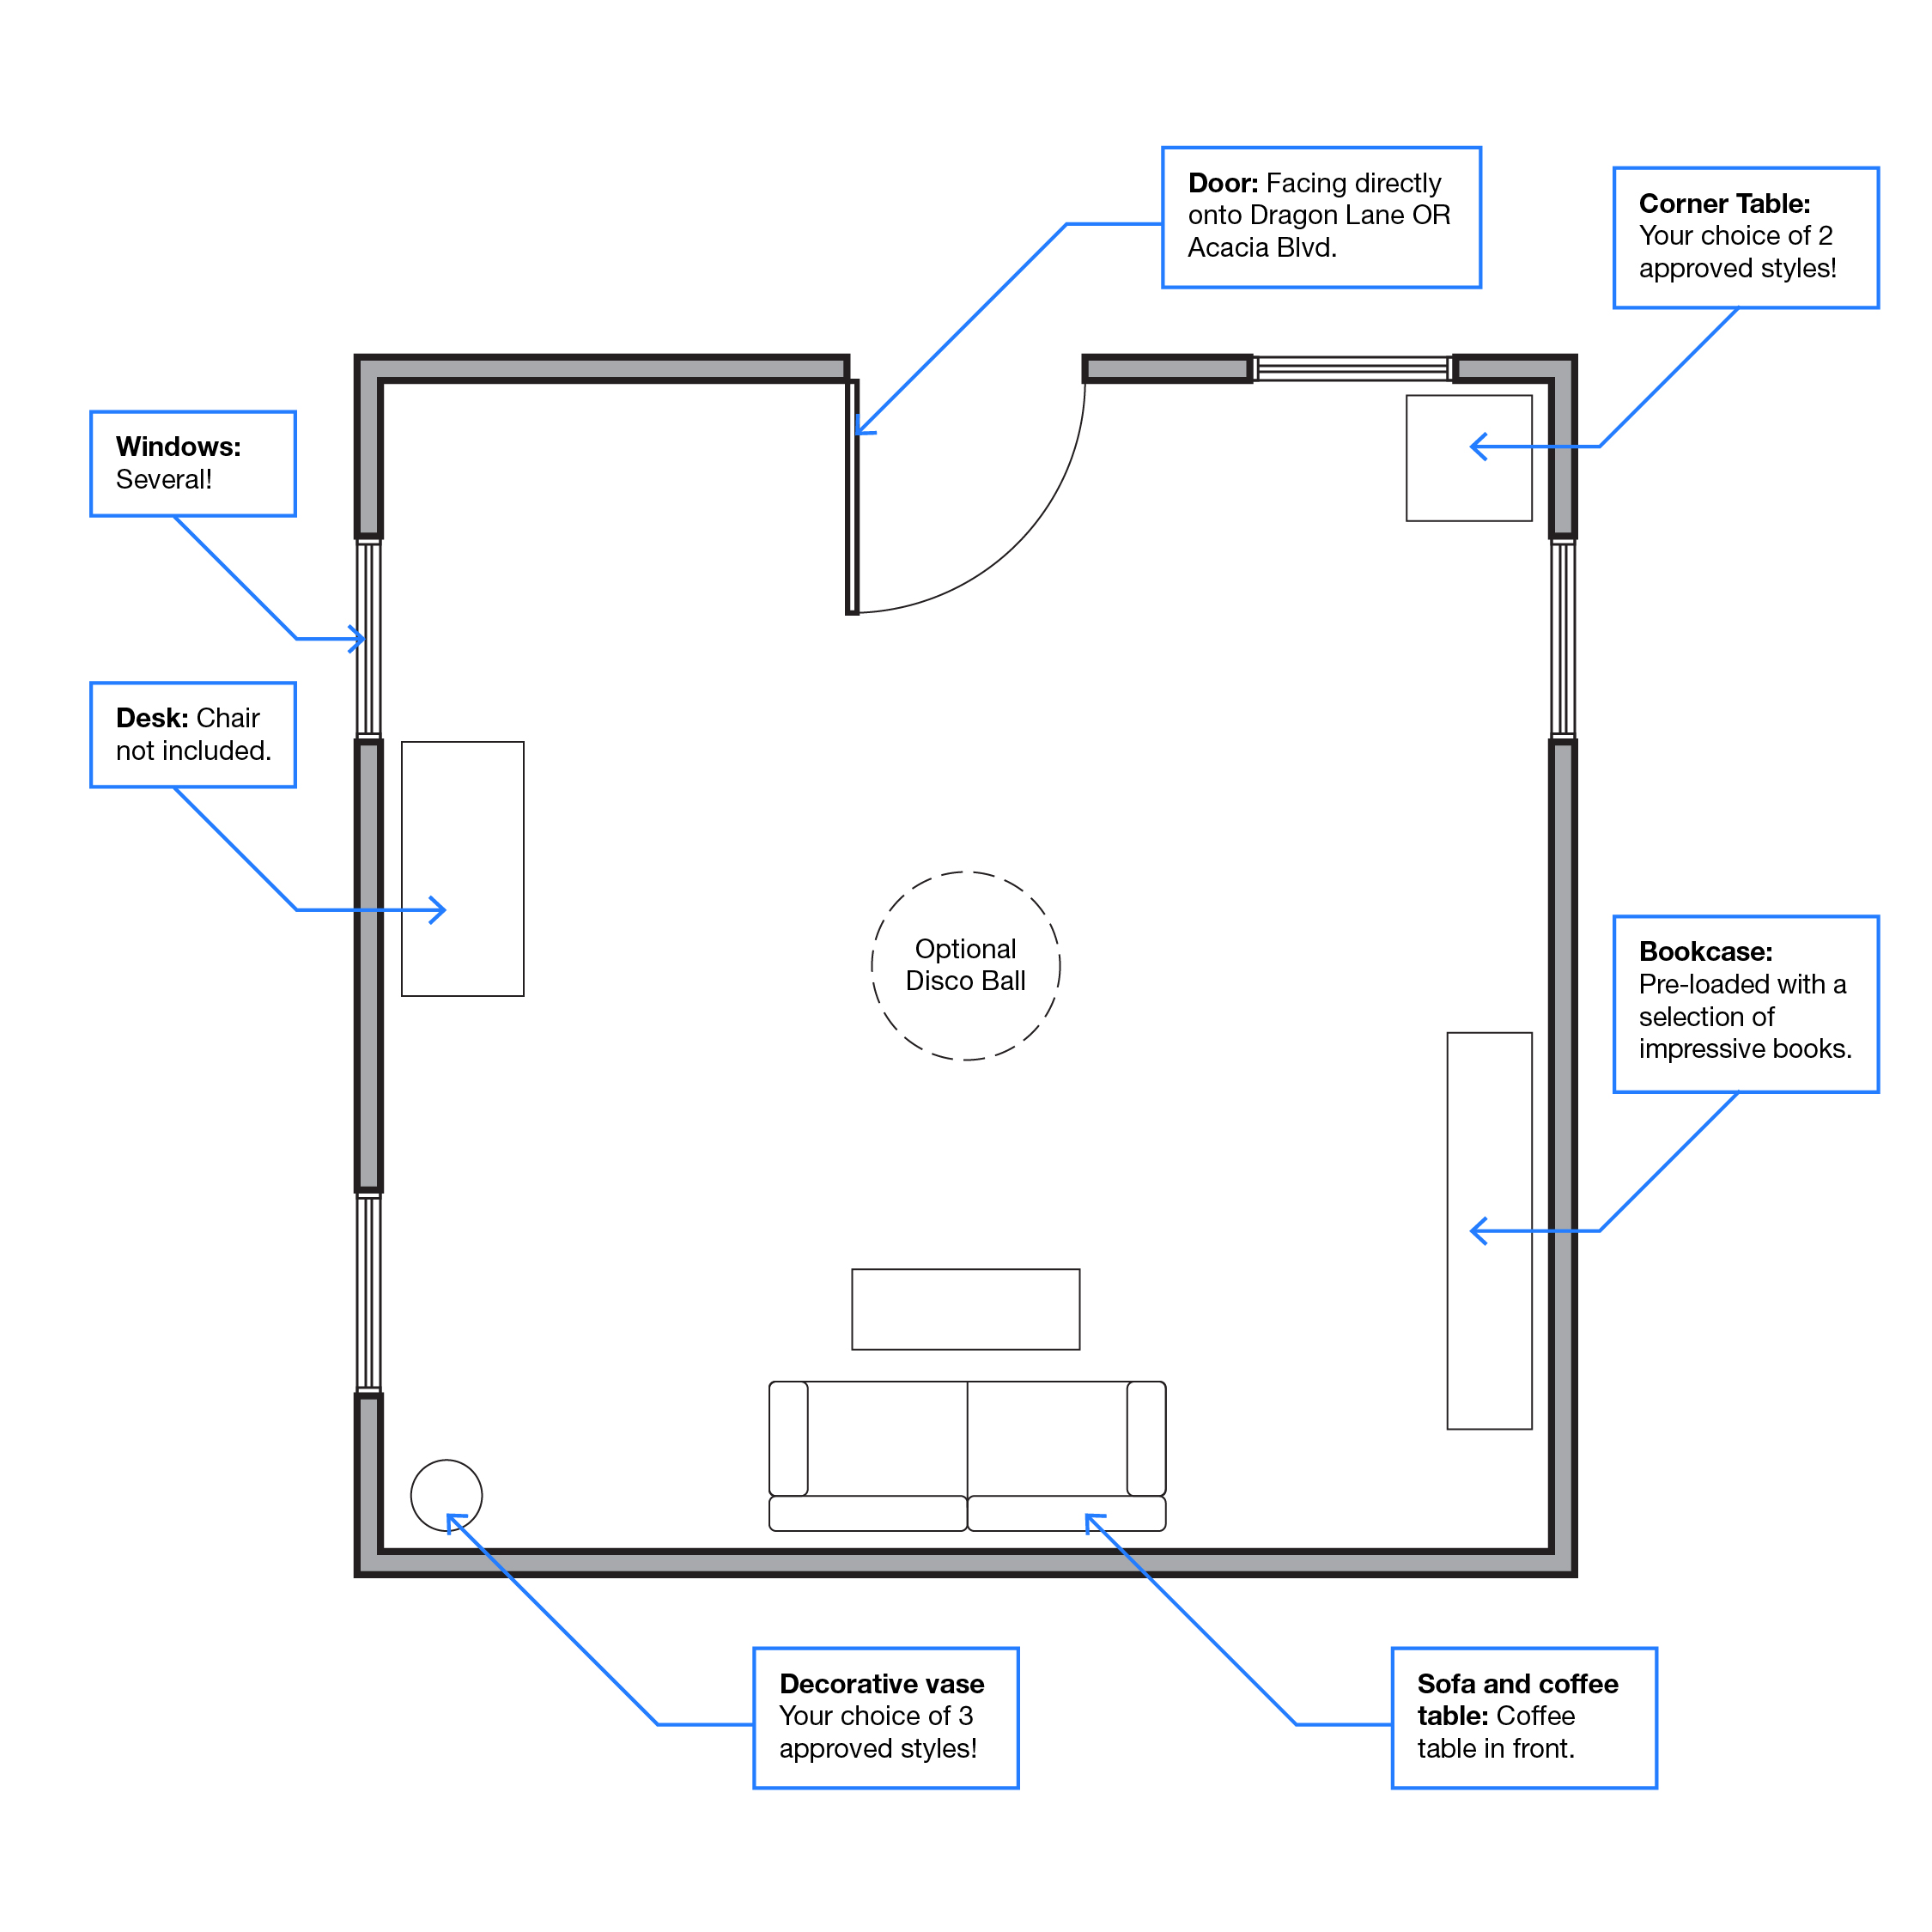 Door: Facing directly
onto Dragon Lane OR
Acacia Blvd.
Corner Table:
Your choice of 2
approved styles!
Windows:
Several!
Desk: Chair
not included.
Optional
Disco Ball
Bookcase:
Pre-loaded with a
selection of
impressive books.
Decorative vase
Your choice of 3
approved styles!
Sofa and coffee
table: Coffee
table in front.